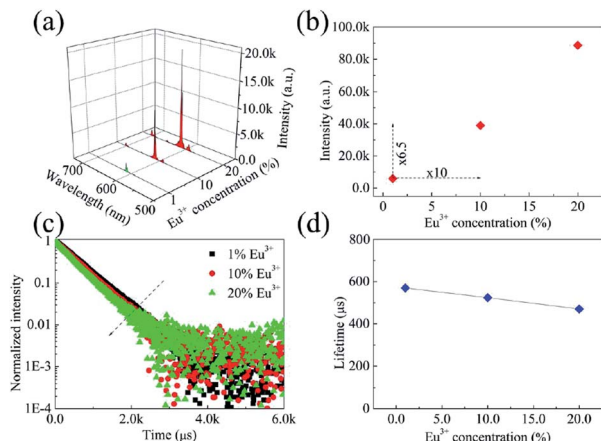 (a)
20.0k
15.0k
10.0k
5.0k
0.0
Intensity (a.u.)
700
600
500
Wavelength (nm)
1
10
20
Eu³⁺ concentration (%)
(b)
100.0k
80.0k
60.0k
40.0k
20.0k
0.0
Intensity (a.u.)
x6.5
x10
0 5 10 15 20
Eu³⁺ concentration (%)
(c)
1
0.1
0.01
1E-3
1E-4
Normalized intensity
1% Eu³⁺
10% Eu³⁺
20% Eu³⁺
0.0 2.0k 4.0k 6.0k
Time (μs)
(d)
800
600
400
200
0
Lifetime (μs)
0.0 5.0 10.0 15.0 20.0
Eu³⁺ concentration (%)